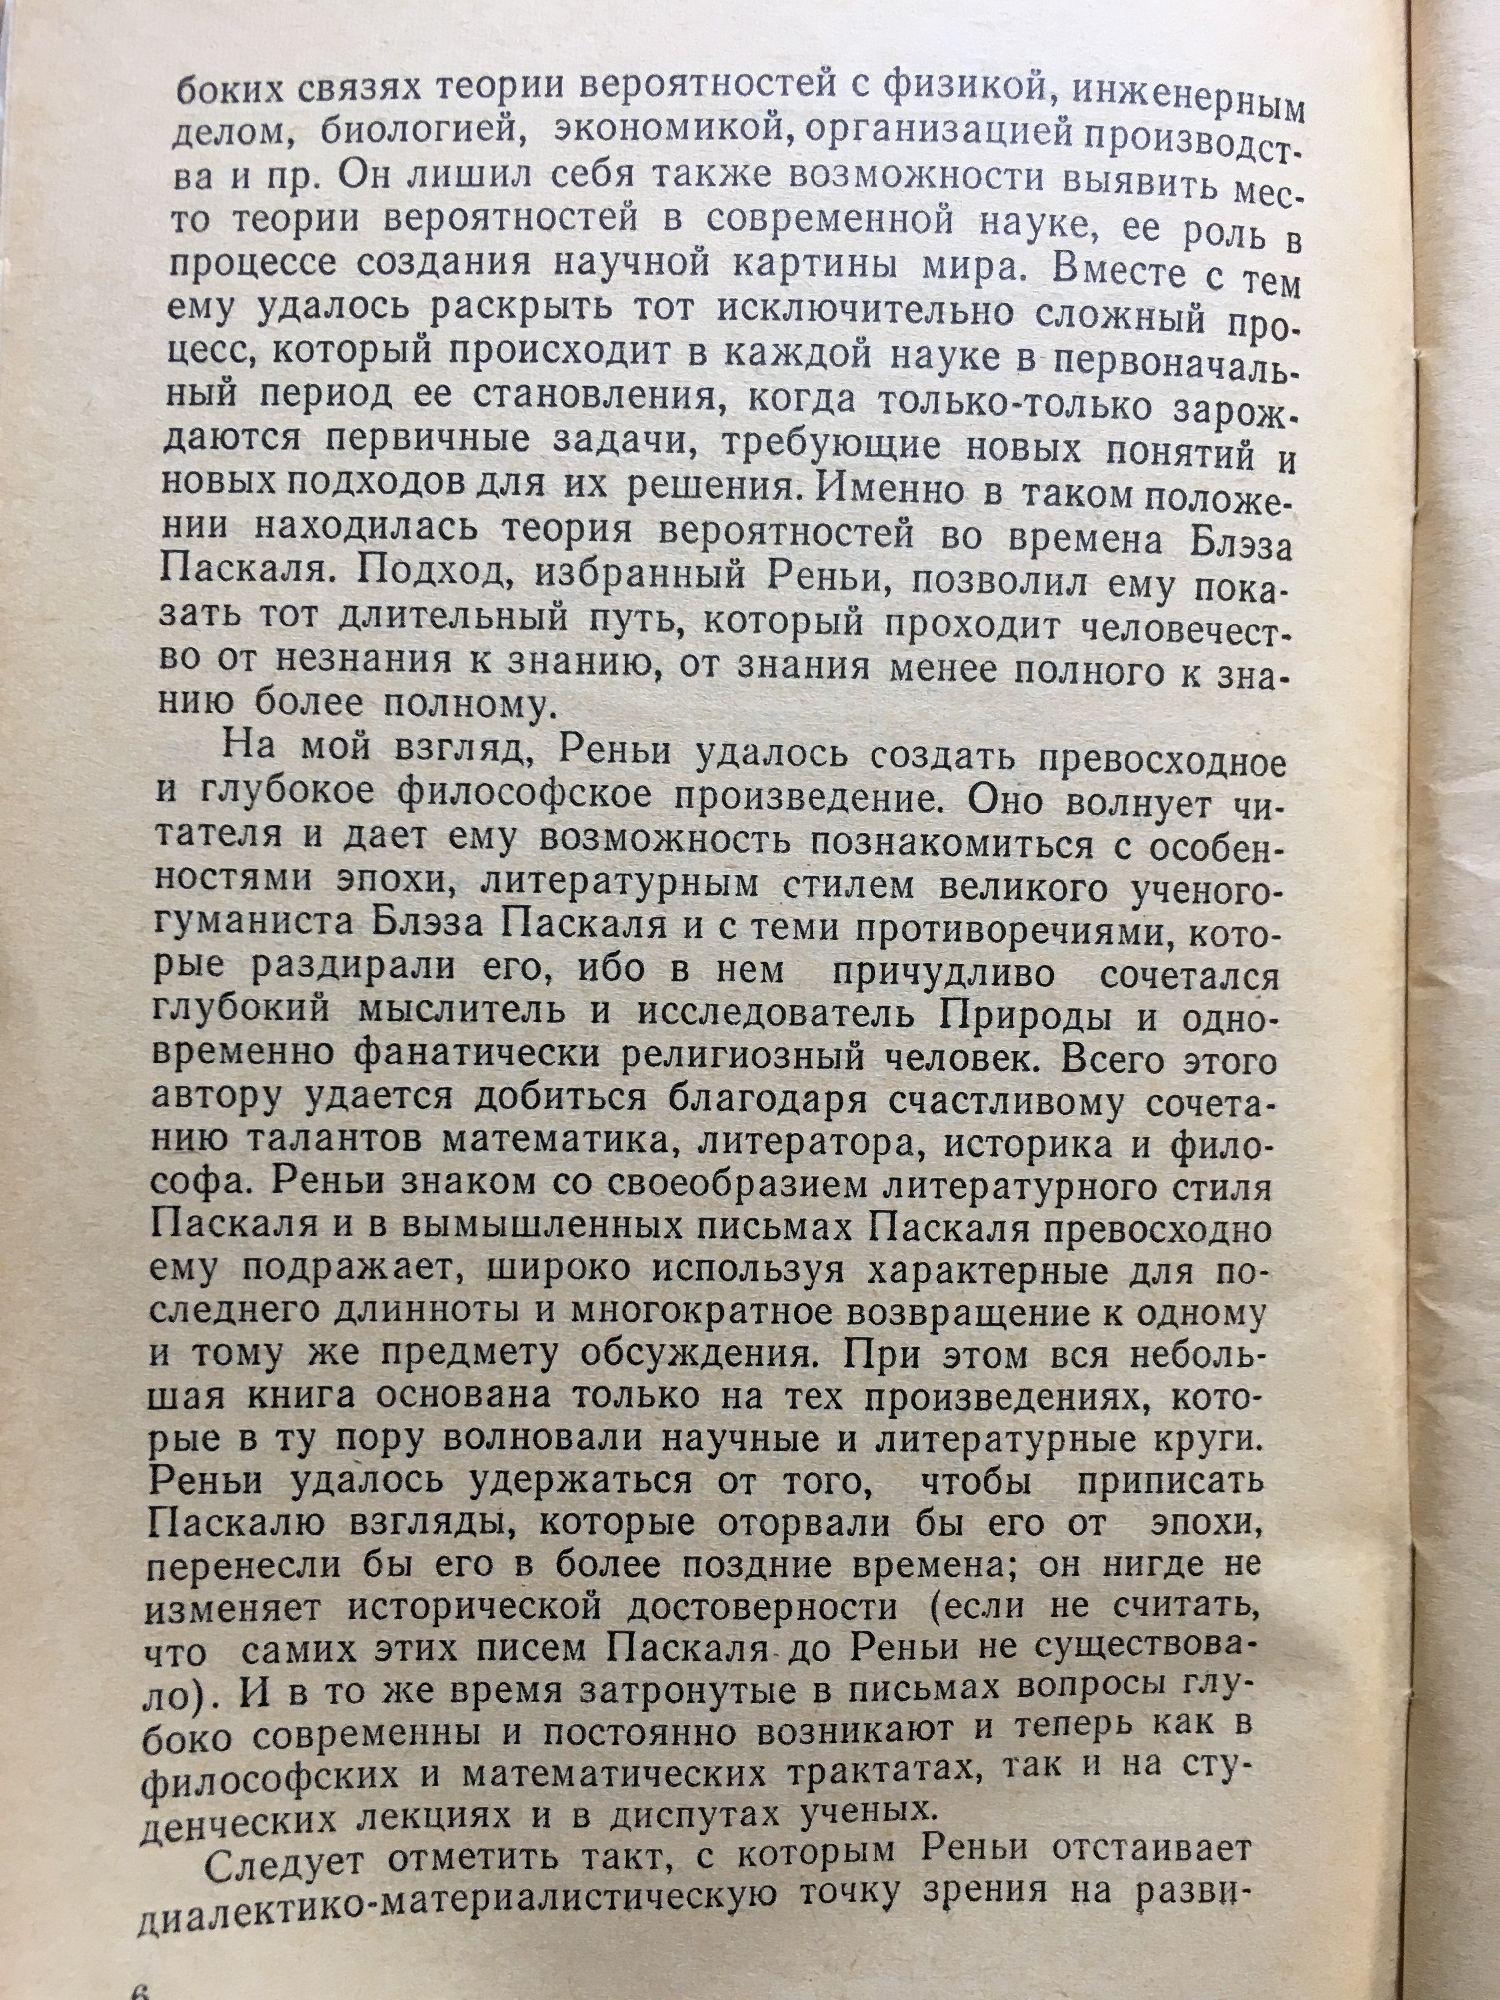 боких связях теории вероятностей с физикой, инженерным
делом, биологией, экономикой, организацией производст-
ва и пр. Он лишил себя также возможности выявить мес-
то теории вероятностей в современной науке, ее роль в
процессе создания научной картины мира. Вместе с тем
ему удалось раскрыть тот исключительно сложный про-
цесс, который происходит в каждой науке в первоначаль-
ный период ее становления, когда только-только зарож-
даются первичные задачи, требующие новых понятий и
новых подходов для их решения. Именно в таком положе-
нии находилась теория вероятностей во времена Блэза
Паскаля. Подход, избранный Реньи, позволил ему пока-
зать тот длительный путь, который проходит человечест-
во от незнания к знанию, от знания менее полного к зна-
нию более полному.
На мой взгляд, Реньи удалось создать превосходное
и глубокое философское произведение. Оно волнует чи-
тателя и дает ему возможность познакомиться с особен-
ностями эпохи, литературным стилем великого ученого-
гуманиста Блэза Паскаля и с теми противоречиями, кото-
рые раздирали его, ибо в нем причудливо сочетался
глубокий мыслитель и исследователь Природы и одно-
временно фанатически религиозный человек. Всего этого
автору удается добиться благодаря счастливому сочета-
нию талантов математика, литератора, историка и фило-
софа. Реньи знаком со своеобразием литературного стиля
Паскаля и в вымышленных письмах Паскаля превосходно
ему подражает, широко используя характерные для по-
следнего длинноты и многократное возвращение к одному
и тому же предмету обсуждения. При этом вся неболь-
шая книга основана только на тех произведениях, кото-
рые в ту пору волновали научные и литературные круги.
Реньи удалось удержаться от того, чтобы приписать
Паскалю взгляды, которые оторвали бы его от эпохи,
перенесли бы его в более поздние времена; он нигде не
изменяет исторической достоверности (если не считать,
что самих этих писем Паскаля до Реньи не существова-
ло). И в то же время затронутые в письмах вопросы глу-
боко современны и постоянно возникают и теперь как в
философских и математических трактатах, так и на сту-
денческих лекциях и в диспутах ученых.
Следует отметить такт, с которым Реньи отстаивает
диалектико-материалистическую точку зрения на разви-
6